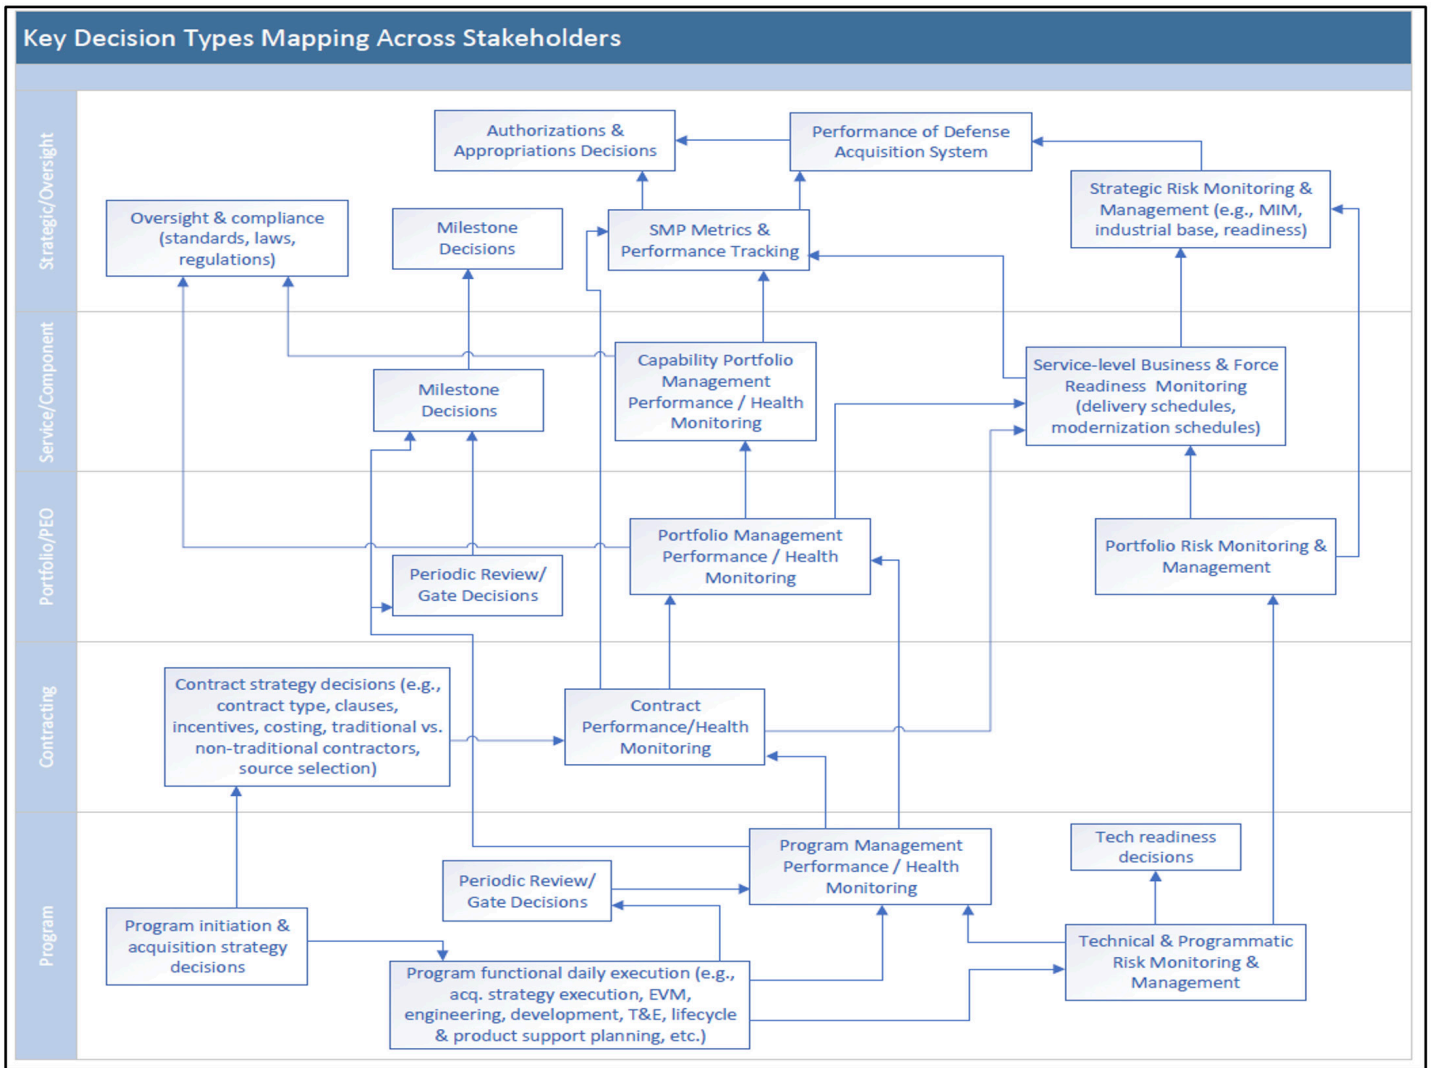 Key Decision Types Mapping Across Stakeholders
Strategic/Oversight
Authorizations &
Appropriations Decisions
Performance of Defense
Acquisition System
Oversight & compliance
(standards, laws,
regulations)
Milestone
Decisions
SMP Metrics &
Performance Tracking
Strategic Risk Monitoring &
Management (e.g., MIM,
industrial base, readiness)
Service/Component
Milestone
Decisions
Capability Portfolio
Management
Performance / Health
Monitoring
Service-level Business & Force
Readiness Monitoring
(delivery schedules,
modernization schedules)
Portfolio/PEO
Periodic Review/
Gate Decisions
Portfolio Management
Performance / Health
Monitoring
Portfolio Risk Monitoring &
Management
Contracting
Contract strategy decisions (e.g.,
contract type, clauses,
incentives, costing, traditional vs.
non-traditional contractors,
source selection)
Contract
Performance/Health
Monitoring
Program
Program initiation &
acquisition strategy
decisions
Periodic Review/
Gate Decisions
Program Management
Performance / Health
Monitoring
Tech readiness
decisions
Program functional daily execution (e.g.,
acq. strategy execution, EVM,
engineering, development, T&E, lifecycle
& product support planning, etc.)
Technical & Programmatic
Risk Monitoring &
Management